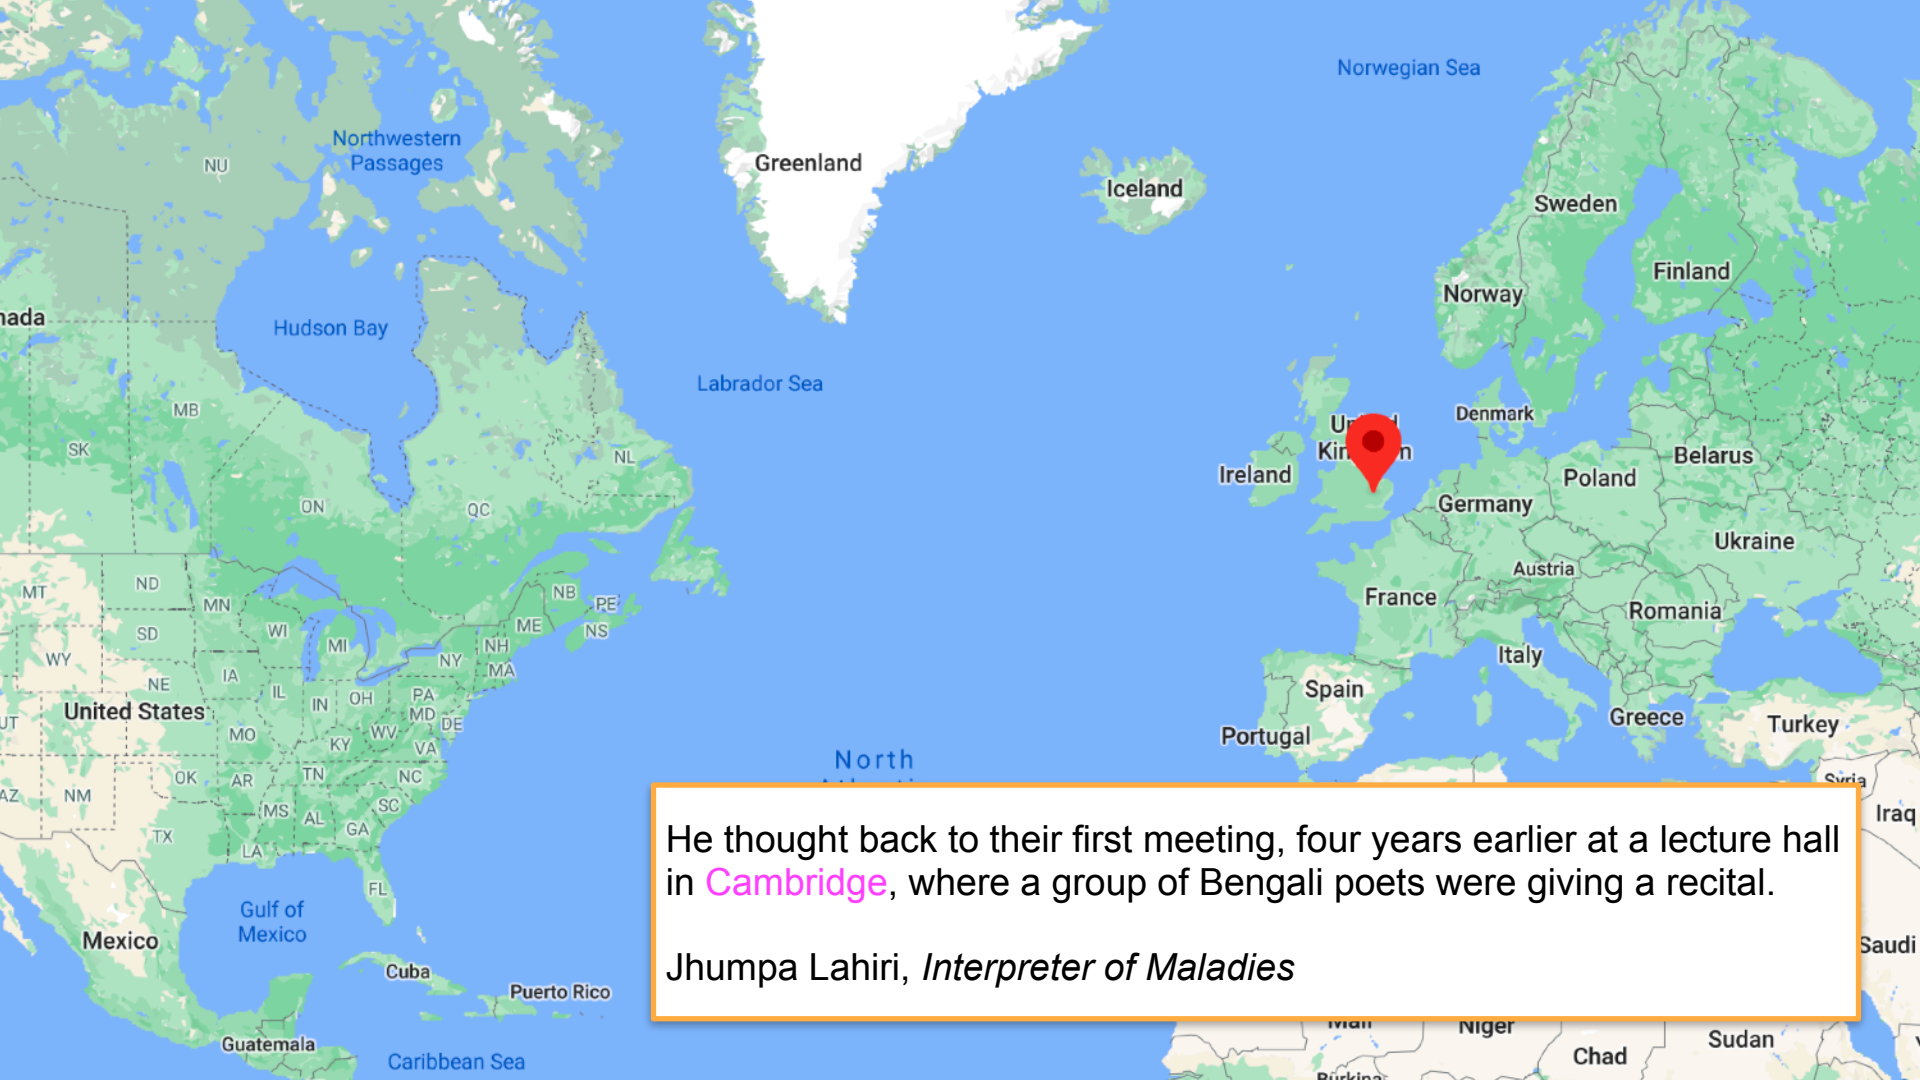 Norwegian Sea
Northwestern
Passages
NU
Greenland
Iceland
Sweden
Finland
Norway
nada
Hudson Bay
Labrador Sea
MB
SK
NL
ON
QC
Denmark
Ireland
Belarus
Poland
Germany
Ukraine
Austria
France
Romania
Italy
Spain
Portugal
Greece
Turkey
Syria
Iraq
MT
ND
MN
NB
PE
ME
NS
SD
WI
MI
NH
NY
MA
WY
IA
NE
IL
IN
OH
PA
MD
DE
United States
UT
MO
KY
WV
VA
North
OK
AR
TN
NC
AZ
NM
MS
AL
SC
GA
TX
LA
FL
Gulf of
Mexico
Mexico
Cuba
Puerto Rico
Guatemala
Caribbean Sea
He thought back to their first meeting, four years earlier at a lecture hall
in Cambridge, where a group of Bengali poets were giving a recital.
Jhumpa Lahiri, Interpreter of Maladies
Saudi
Mali
Niger
Chad
Sudan
Burkina